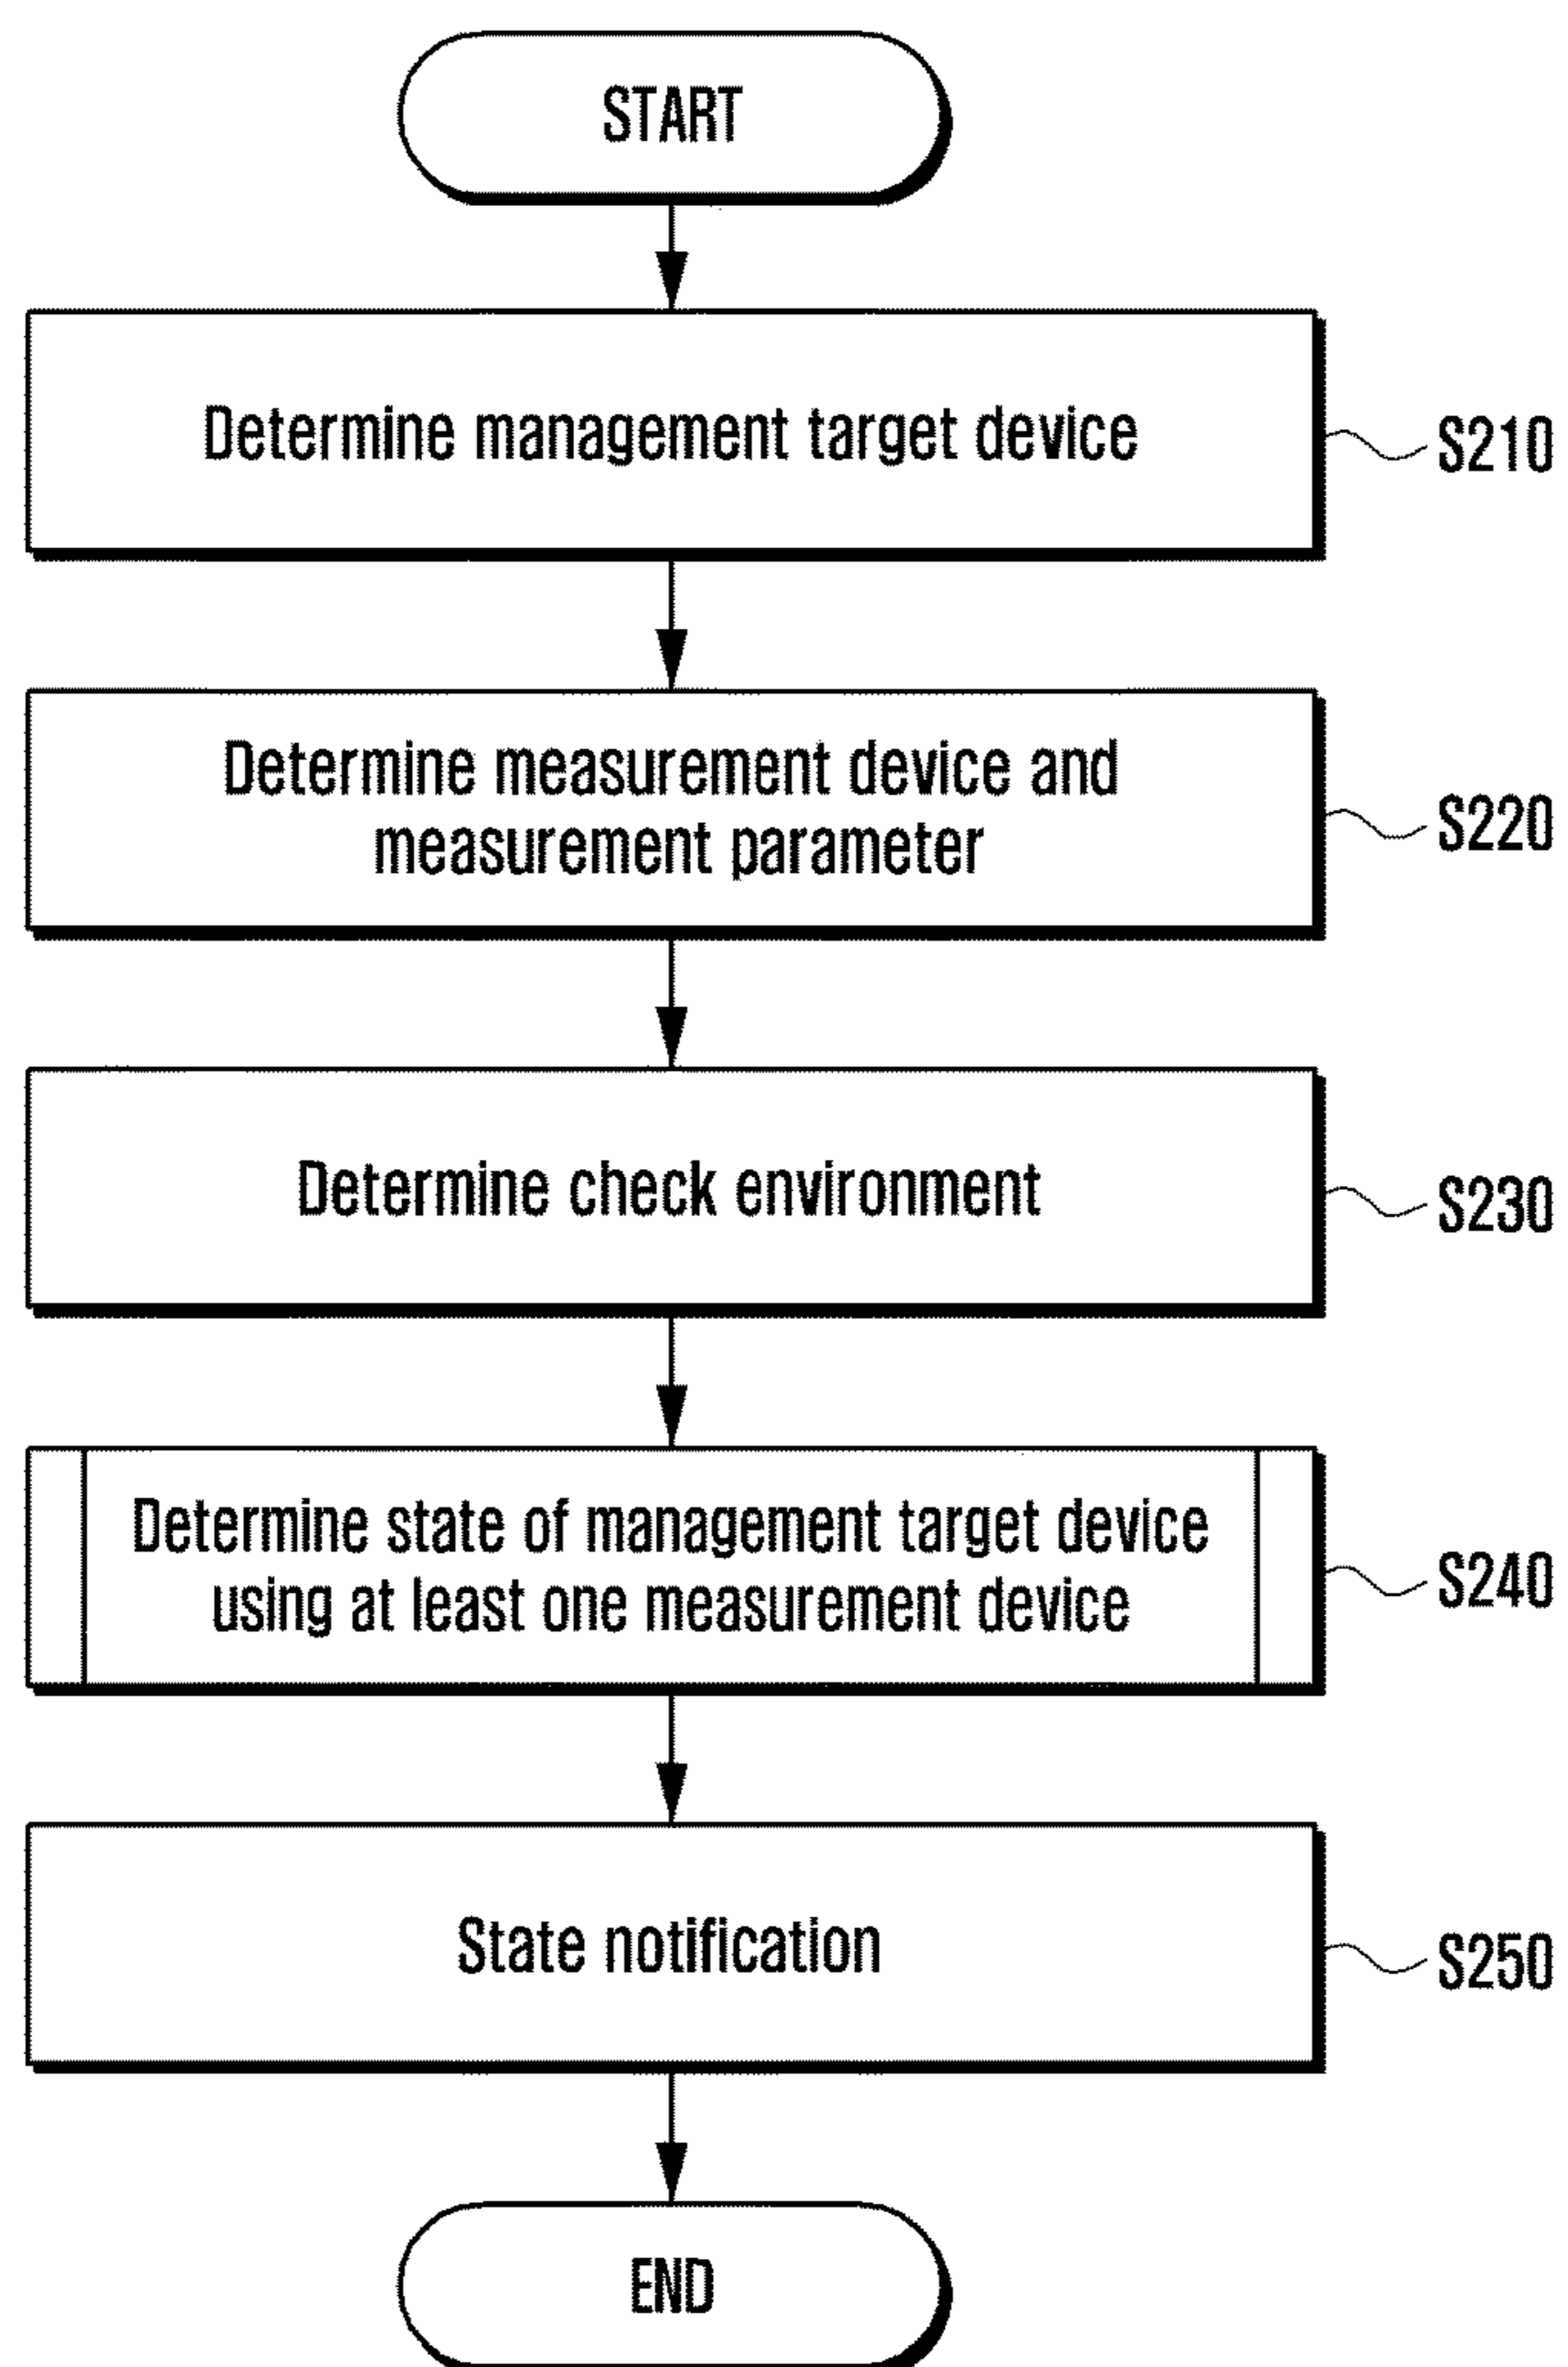 START
Determine management target device
S210
Determine measurement device and
measurement parameter
S220
Determine check environment
S230
Determine state of management target device
using at least one measurement device
S240
State notification
S250
END